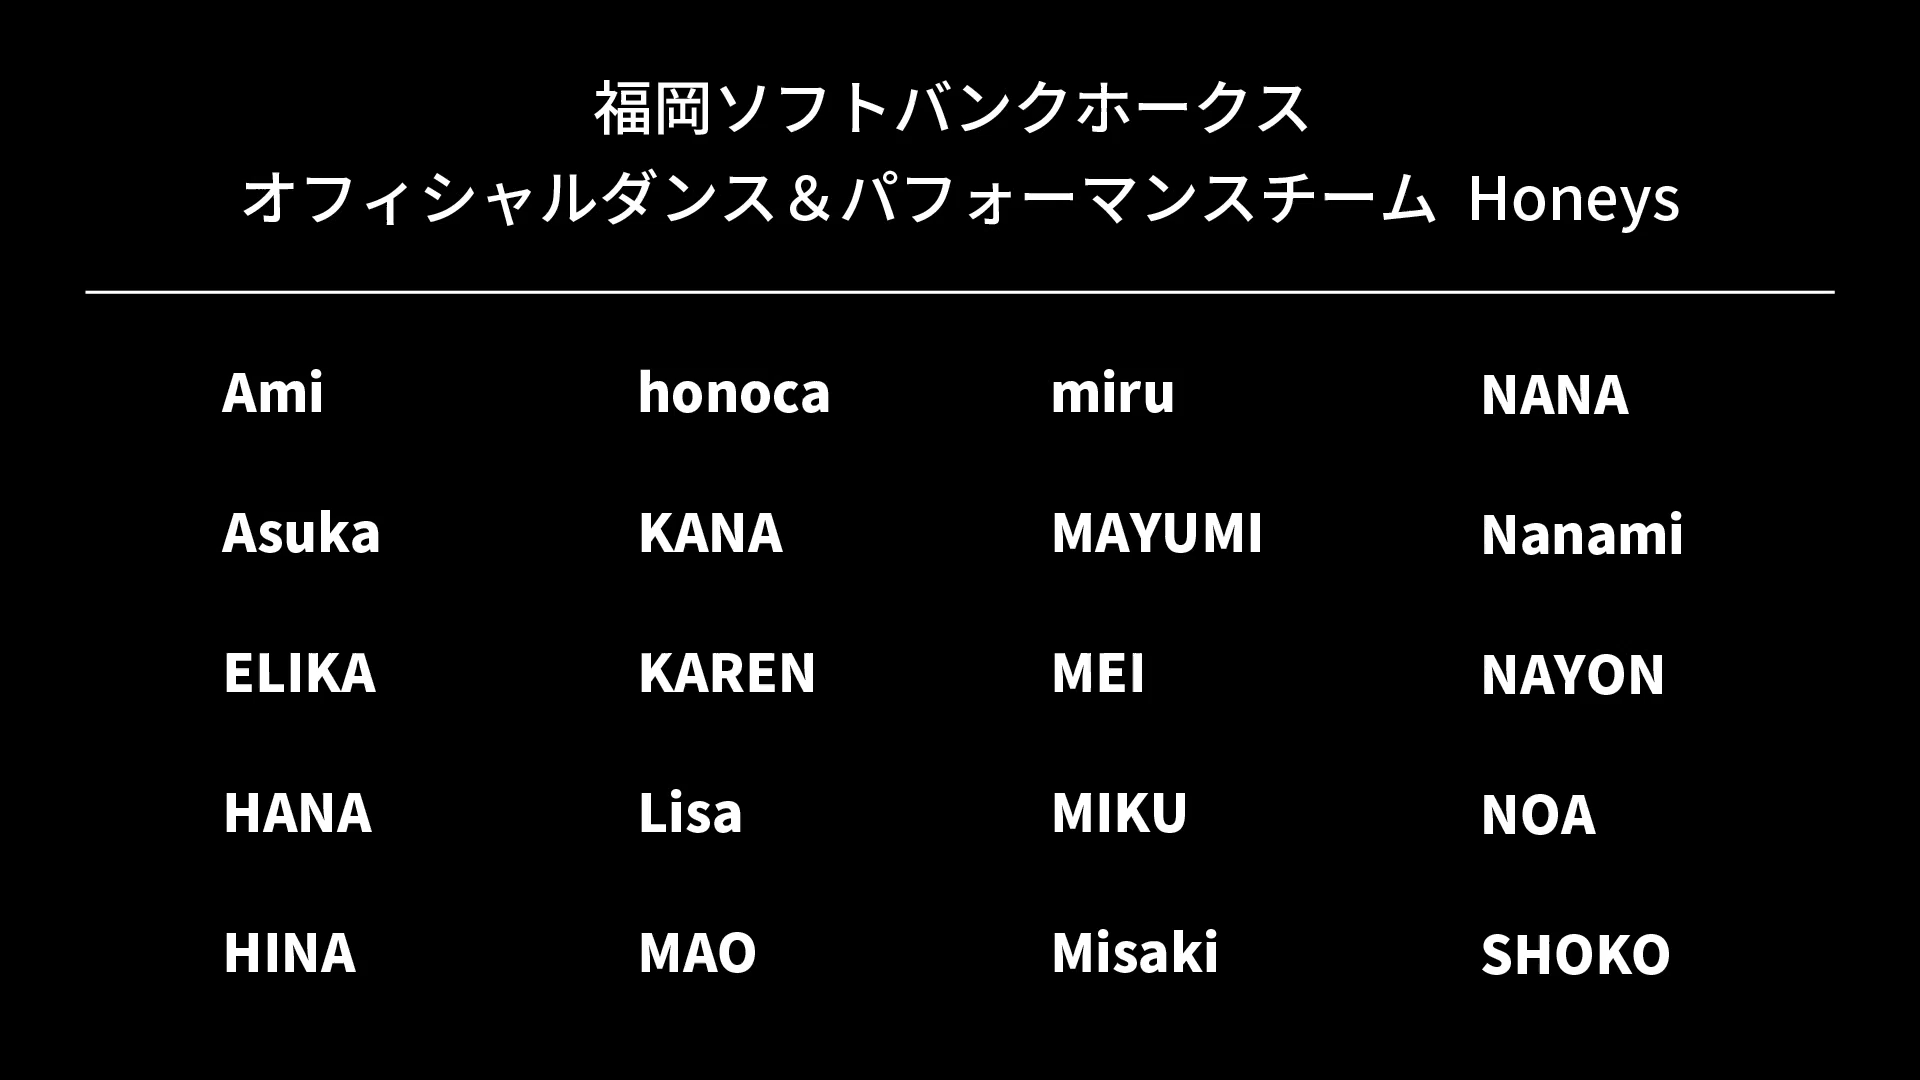 福岡ソフトバンクホークス
オフィシャルダンス＆パフォーマンスチーム Honeys
Ami honoca miru NANA
Asuka KANA MAYUMI Nanami
ELIKA KAREN MEI NAYON
HANA Lisa MIKU NOA
HINA MAO Misaki SHOKO